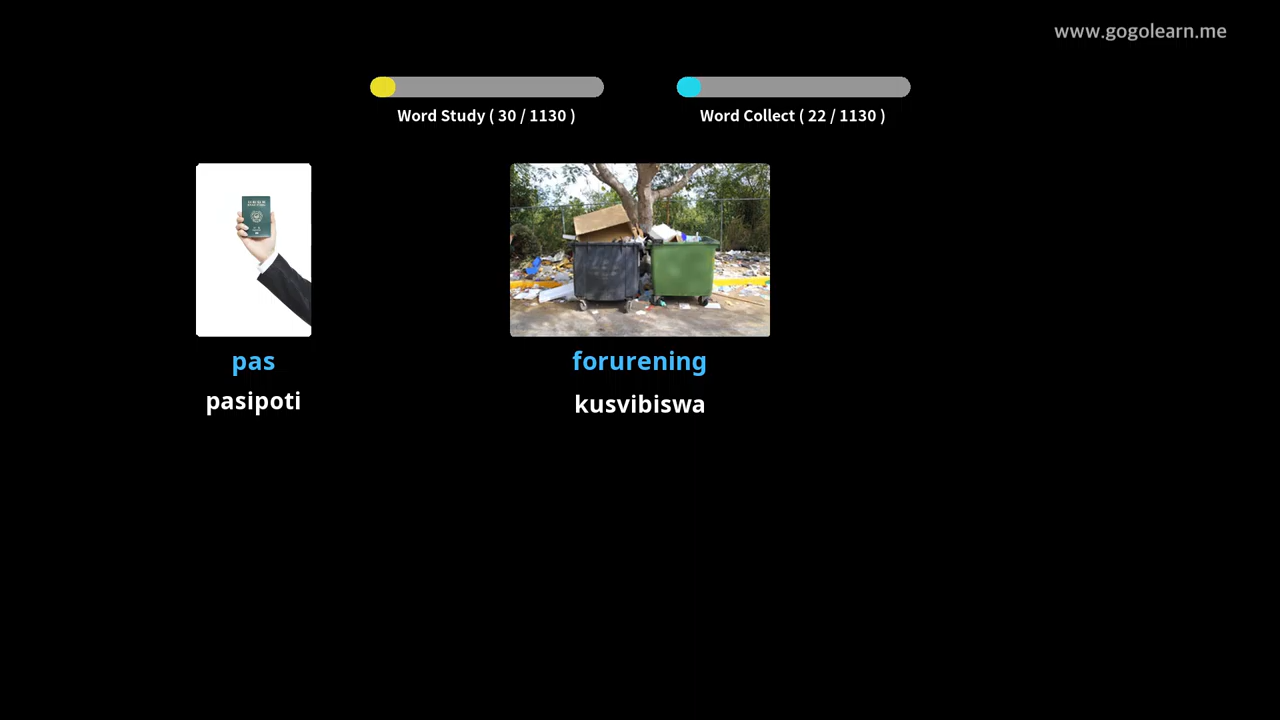 www.gogolearn.me
Word Study ( 30 / 1130 )
Word Collect ( 22 / 1130 )
pas
pasipoti
forurening
kusvibiswa